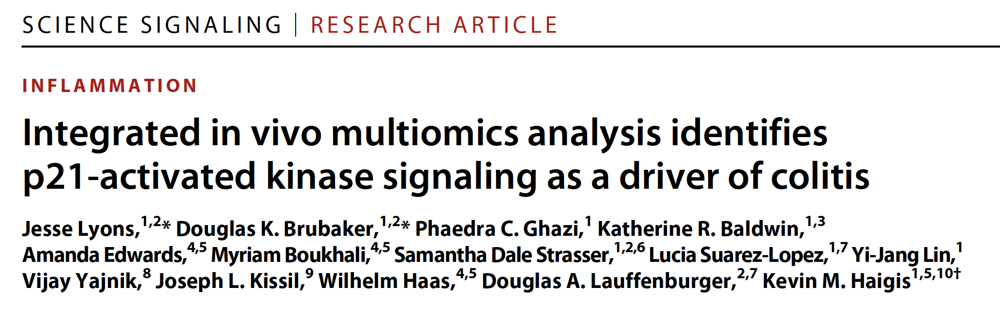 SCIENCE SIGNALING | RESEARCH ARTICLE
INFLAMMATION
Integrated in vivo multiomics analysis identifies
p21-activated kinase signaling as a driver of colitis
Jesse Lyons,1,2* Douglas K. Brubaker,1,2* Phaedra C. Ghazi,1 Katherine R. Baldwin,1,3
Amanda Edwards,4,5 Myriam Boukhali,4,5 Samantha Dale Strasser,1,2,6 Lucia Suarez-Lopez,1,7 Yi-Jang Lin,1
Vijay Yajnik,8 Joseph L. Kissil,9 Wilhelm Haas,4,5 Douglas A. Lauffenburger,2,7 Kevin M. Haigis1,5,10†